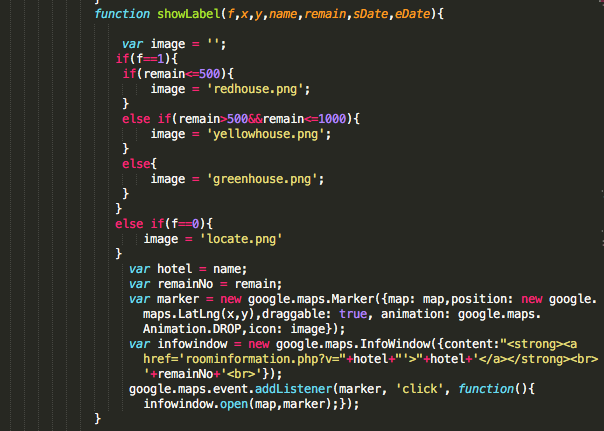 }
function showLabel(f,x,y,name,remain,sDate,eDate){
var image = '';
if(f==1){
if(remain<=500){
image = 'redhouse.png';
}
else if(remain>500&&remain<=1000){
image = 'yellowhouse.png';
}
else{
image = 'greenhouse.png';
}
}
else if(f==0){
image = 'locate.png'
}
var hotel = name;
var remainNo = remain;
var marker = new google.maps.Marker({map: map,position: new google.
maps.LatLng(x,y),draggable: true, animation: google.maps.
Animation.DROP,icon: image});
var infowindow = new google.maps.InfoWindow({content:"<strong><a
href='roominformation.php?v="+hotel+"'>"+hotel+'</a></strong><br>
'+remainNo+'<br>'});
google.maps.event.addListener(marker, 'click', function(){
infowindow.open(map,marker);});
}